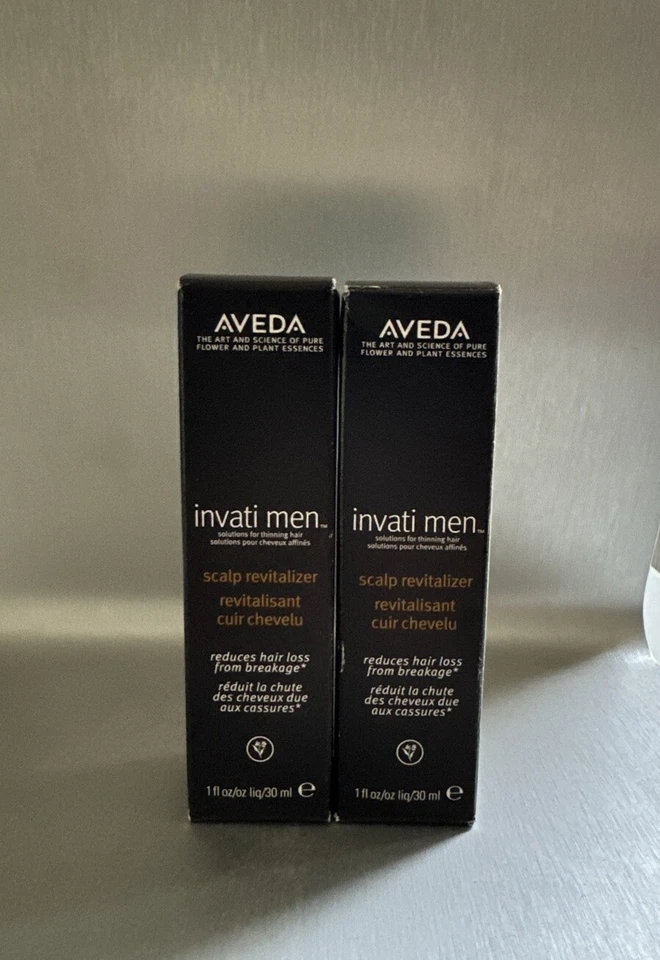 AVEDA
THE ART AND SCIENCE OF PURE
FLOWER AND PLANT ESSENCES
invati men™
solutions for thinning hair
solutions pour cheveux affinés
scalp revitalizer
revitalisant
cuir chevelu
reduces hair loss
from breakage*
réduit la chute
des cheveux due
aux cassures*
1 fl oz/oz liq/30 ml ℮
AVEDA
THE ART AND SCIENCE OF PURE
FLOWER AND PLANT ESSENCES
invati men™
solutions for thinning hair
solutions pour cheveux affinés
scalp revitalizer
revitalisant
cuir chevelu
reduces hair loss
from breakage*
réduit la chute
des cheveux due
aux cassures*
1 fl oz/oz liq/30 ml ℮